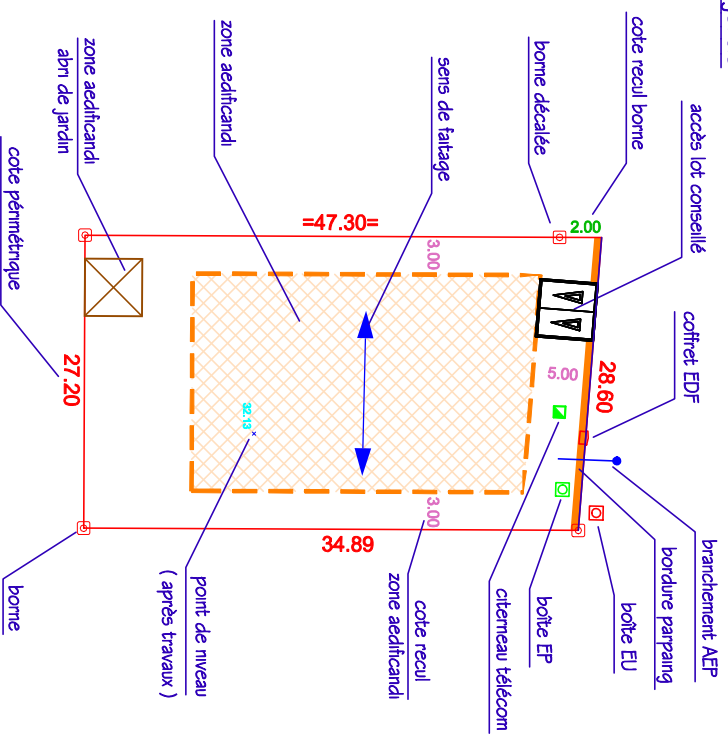 cote recul borne
accès lot conseillé
borne décalée
sens de faîtage
zone aedificandi
zone aedificandi
abri de jardin
cote périmétrique
coffret EDF
2.00
=47.30=
3.00
5.00
28.60
27.20
32.13
3.00
34.89
branchement AEP
bordure parpaing
boîte EU
boîte EP
citerneau télécom
cote recul
zone aedificandi
point de niveau
( après travaux )
borne